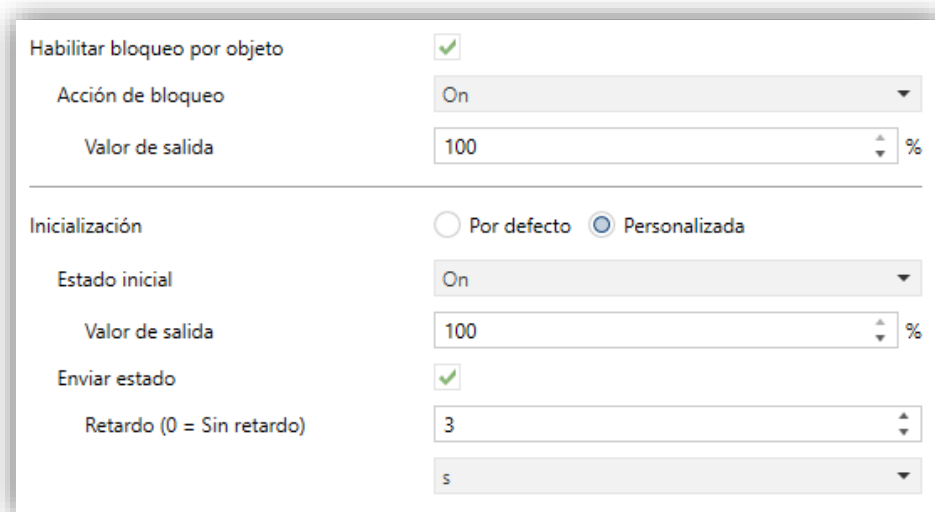 Habilitar bloqueo por objeto
Acción de bloqueo On
Valor de salida 100 %
Inicialización Por defecto Personalizada
Estado inicial On
Valor de salida 100 %
Enviar estado
Retardo (0 = Sin retardo) 3
s